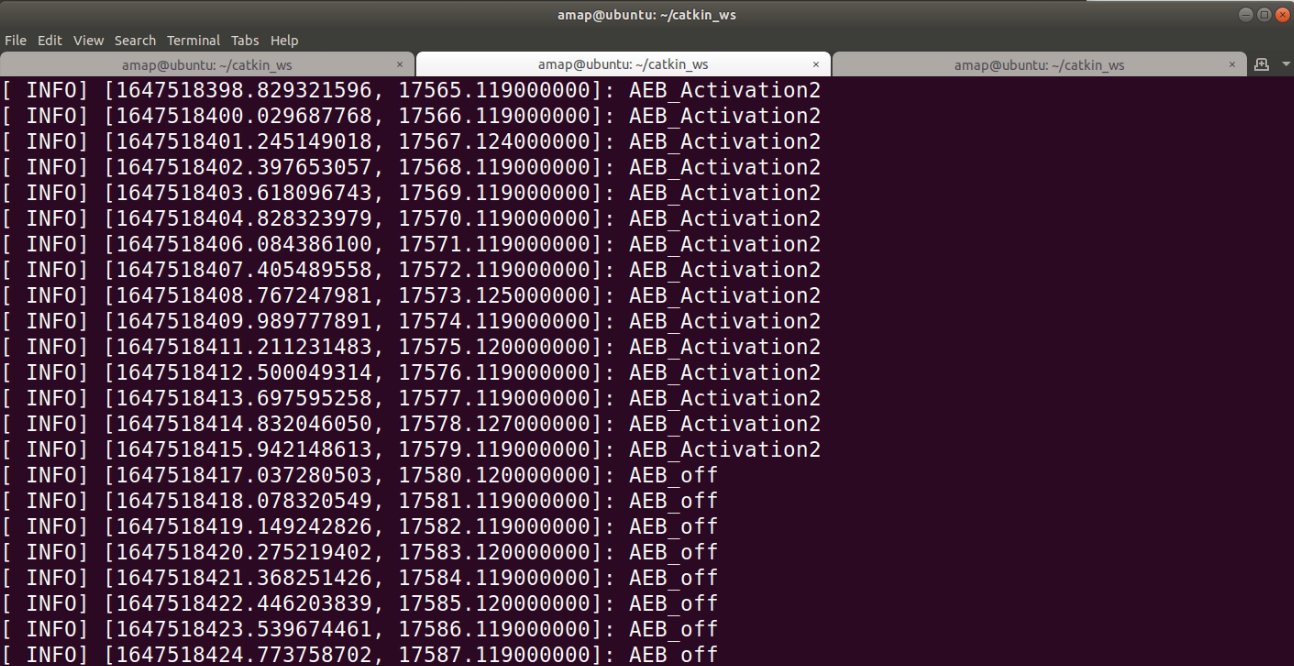 amap@ubuntu: ~/catkin_ws
File Edit View Search Terminal Tabs Help
amap@ubuntu: ~/catkin_ws × amap@ubuntu: ~/catkin_ws × amap@ubuntu: ~/catkin_ws ×
[ INFO] [1647518398.829321596, 17565.119000000]: AEB_Activation2
[ INFO] [1647518400.029687768, 17566.119000000]: AEB_Activation2
[ INFO] [1647518401.245149018, 17567.124000000]: AEB_Activation2
[ INFO] [1647518402.397653057, 17568.119000000]: AEB_Activation2
[ INFO] [1647518403.618096743, 17569.119000000]: AEB_Activation2
[ INFO] [1647518404.828323979, 17570.119000000]: AEB_Activation2
[ INFO] [1647518406.084386100, 17571.119000000]: AEB_Activation2
[ INFO] [1647518407.405489558, 17572.119000000]: AEB_Activation2
[ INFO] [1647518408.767247981, 17573.125000000]: AEB_Activation2
[ INFO] [1647518409.989777891, 17574.119000000]: AEB_Activation2
[ INFO] [1647518411.211231483, 17575.120000000]: AEB_Activation2
[ INFO] [1647518412.500049314, 17576.119000000]: AEB_Activation2
[ INFO] [1647518413.697595258, 17577.119000000]: AEB_Activation2
[ INFO] [1647518414.832046050, 17578.127000000]: AEB_Activation2
[ INFO] [1647518415.942148613, 17579.119000000]: AEB_Activation2
[ INFO] [1647518417.037280503, 17580.120000000]: AEB_off
[ INFO] [1647518418.078320549, 17581.119000000]: AEB_off
[ INFO] [1647518419.149242826, 17582.119000000]: AEB_off
[ INFO] [1647518420.275219402, 17583.120000000]: AEB_off
[ INFO] [1647518421.368251426, 17584.119000000]: AEB_off
[ INFO] [1647518422.446203839, 17585.120000000]: AEB_off
[ INFO] [1647518423.539674461, 17586.119000000]: AEB_off
[ INFO] [1647518424.773758702, 17587.119000000]: AEB_off